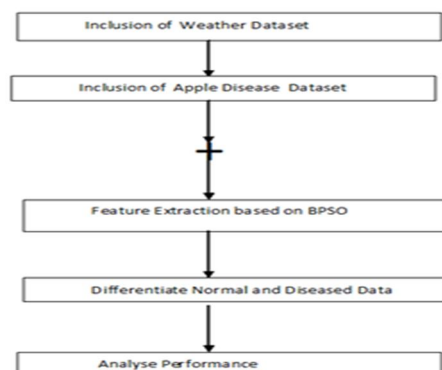 Inclusion of Weather Dataset
Inclusion of Apple Disease Dataset
+
Feature Extraction based on BPSO
Differentiate Normal and Diseased Data
Analyse Performance